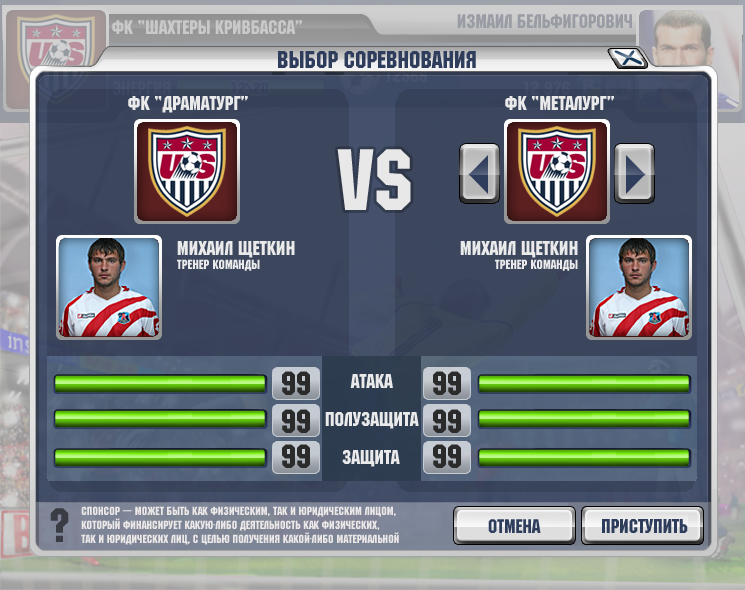 ФК "ШАХТЕРЫ КРИВБАССА"
ИЗМАИЛ БЕЛЬФИГОРОВИЧ
ВЫБОР СОРЕВНОВАНИЯ
ФК "ДРАМАТУРГ"
ФК "МЕТАЛУРГ"
US
VS
US
МИХАИЛ ЩЕТКИН
ТРЕНЕР КОМАНДЫ
МИХАИЛ ЩЕТКИН
ТРЕНЕР КОМАНДЫ
99 АТАКА 99
99 ПОЛУЗАЩИТА 99
99 ЗАЩИТА 99
? СПОНСОР — МОЖЕТ БЫТЬ КАК ФИЗИЧЕСКИМ, ТАК И ЮРИДИЧЕСКИМ ЛИЦОМ,
КОТОРЫЙ ФИНАНСИРУЕТ КАКУЮ-ЛИБО ДЕЯТЕЛЬНОСТЬ КАК ФИЗИЧЕСКИХ,
ТАК И ЮРИДИЧЕСКИХ ЛИЦ, С ЦЕЛЬЮ ПОЛУЧЕНИЯ КАКОЙ-ЛИБО МАТЕРИАЛЬНОЙ
ОТМЕНА
ПРИСТУПИТЬ